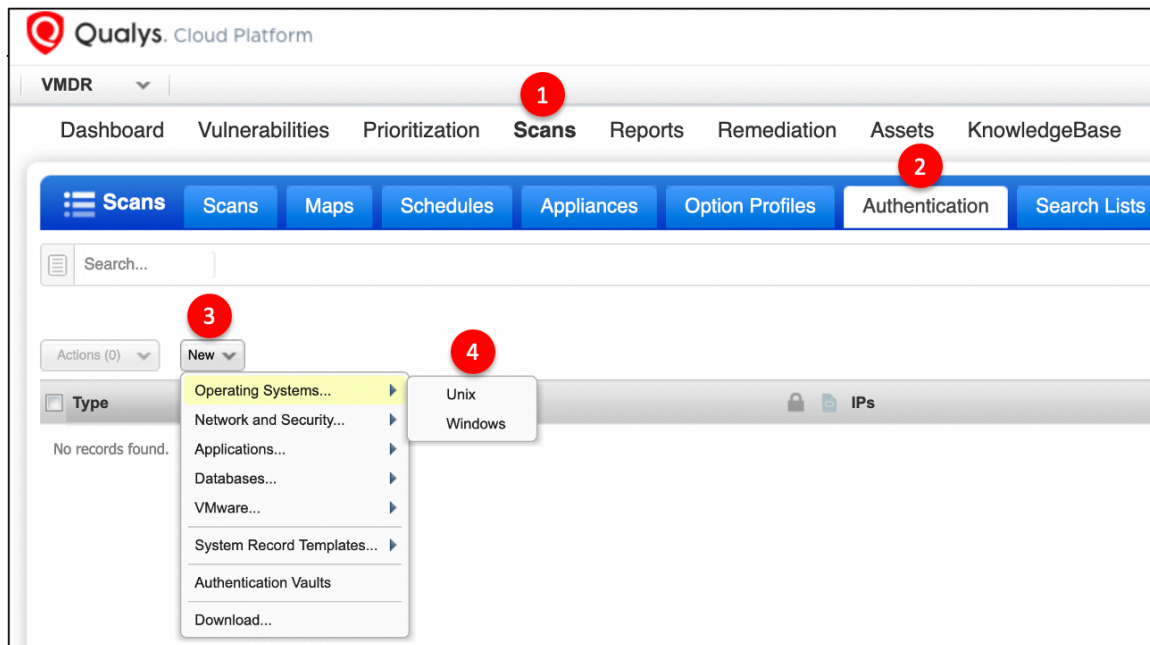 Qualys. Cloud Platform
VMDR
1
Dashboard Vulnerabilities Prioritization Scans Reports Remediation Assets KnowledgeBase
2
Scans Scans Maps Schedules Appliances Option Profiles Authentication Search Lists
Search...
3
4
Actions (0) New
Type IPs
Operating Systems... Unix
Network and Security... Windows
No records found. Applications...
Databases...
VMware...
System Record Templates...
Authentication Vaults
Download...